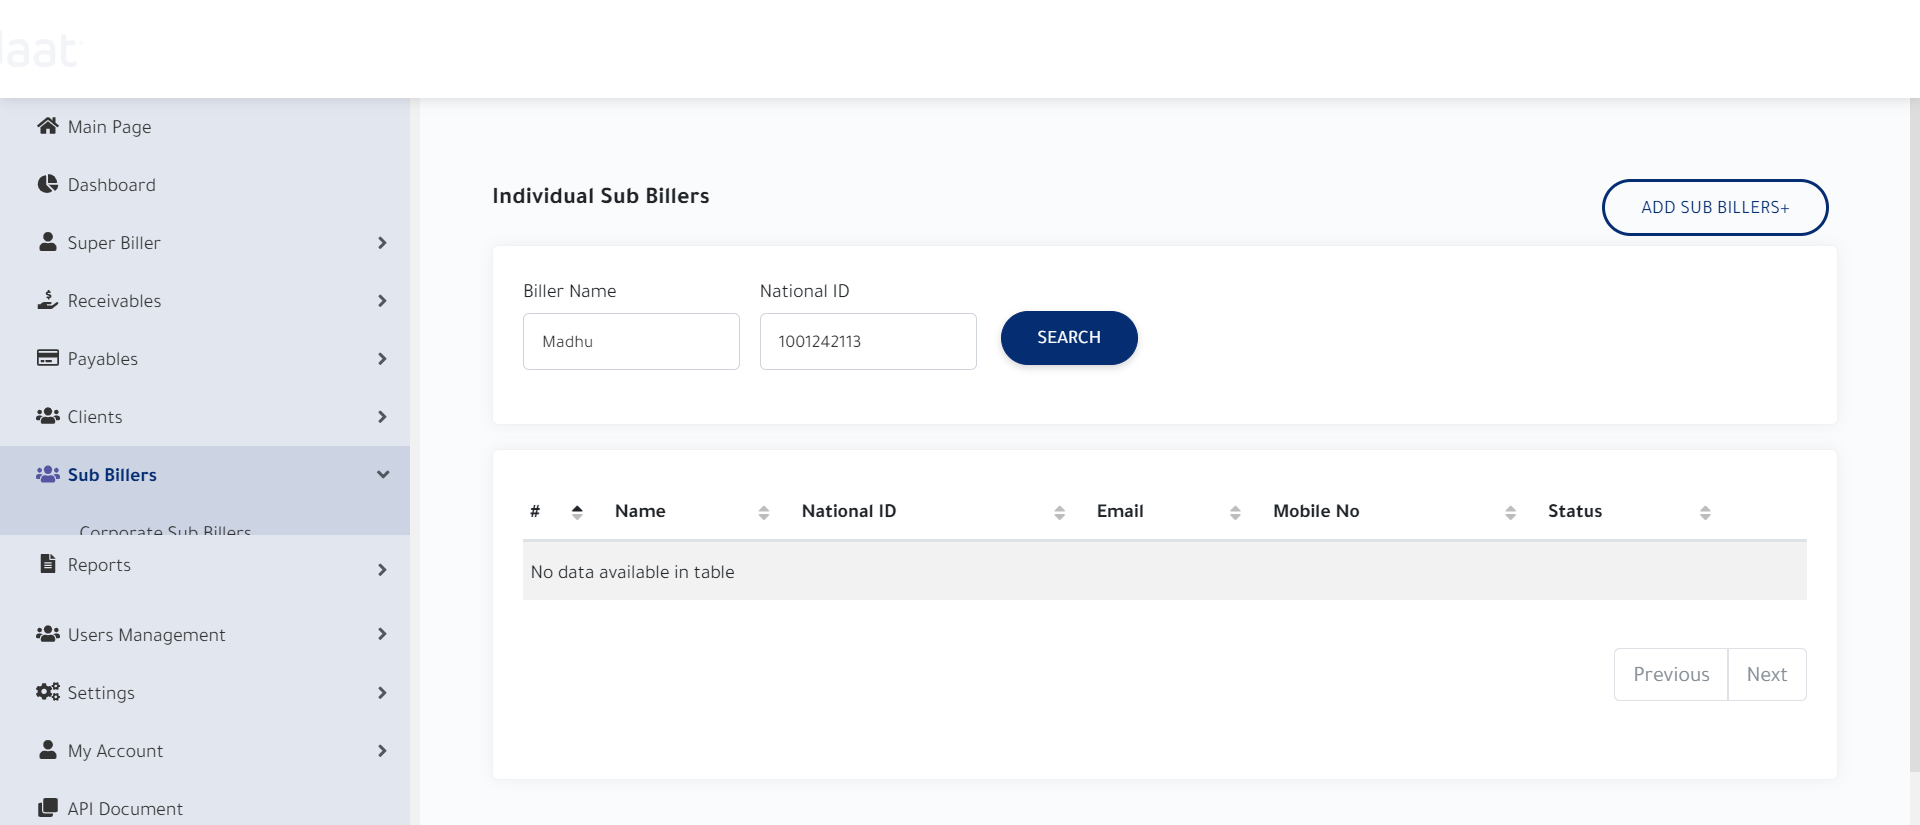 aat
Main Page
Dashboard
Super Biller
Receivables
Payables
Clients
Sub Billers
Corporate Sub Billers
Reports
Users Management
Settings
My Account
API Document
Individual Sub Billers
ADD SUB BILLERS+
Biller Name National ID
Madhu 1001242113 SEARCH
# Name National ID Email Mobile No Status
No data available in table
Previous Next